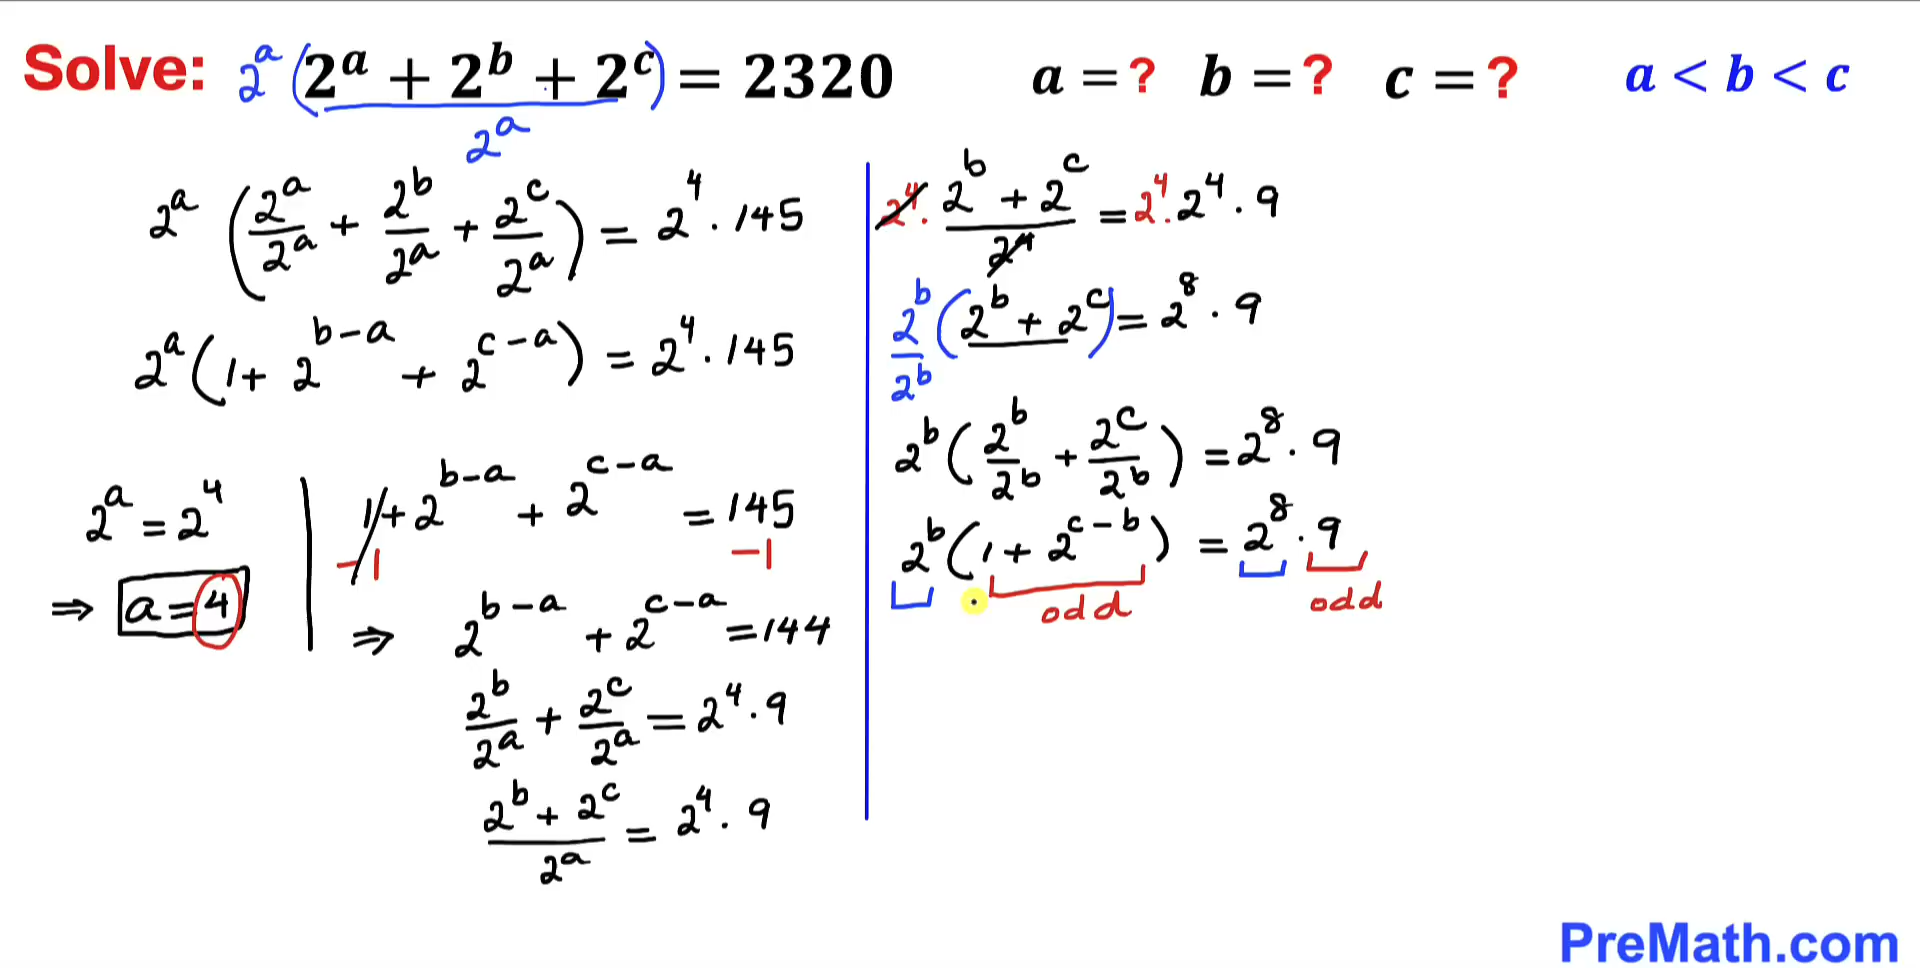 Solve: 2^a (2^a + 2^b + 2^c) = 2320 a = ? b = ? c = ? a < b < c
2^a
2^a (2^a/2^a + 2^b/2^a + 2^c/2^a) = 2^4 · 145
2^a (1 + 2^(b-a) + 2^(c-a)) = 2^4 · 145
2^a = 2^4
⇒ a = 4
1 + 2^(b-a) + 2^(c-a) = 145
-1 -1
⇒ 2^(b-a) + 2^(c-a) = 144
2^b/2^a + 2^c/2^a = 2^4 · 9
(2^b + 2^c)/2^a = 2^4 · 9
2^4 · (2^b + 2^c)/2^4 = 2^4 · 2^4 · 9
2^b/2^b (2^b + 2^c) = 2^8 · 9
2^b (2^b/2^b + 2^c/2^b) = 2^8 · 9
2^b (1 + 2^(c-b)) = 2^8 · 9
odd odd
PreMath.com